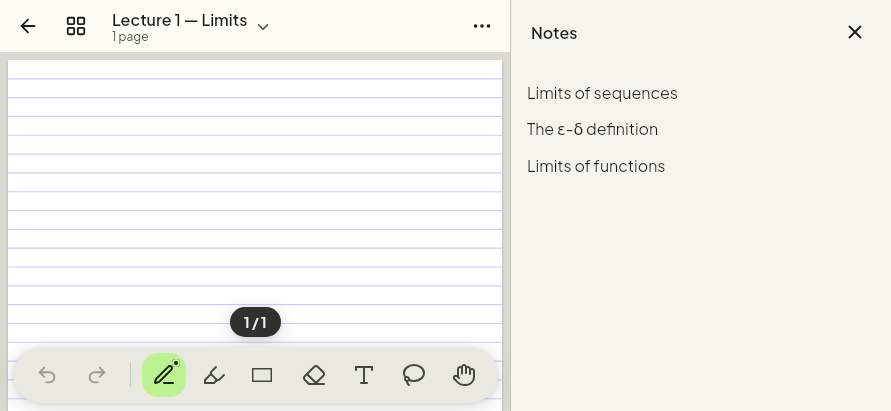 Lecture 1 — Limits
1 page
Notes
Limits of sequences
The ε-δ definition
Limits of functions
1 / 1